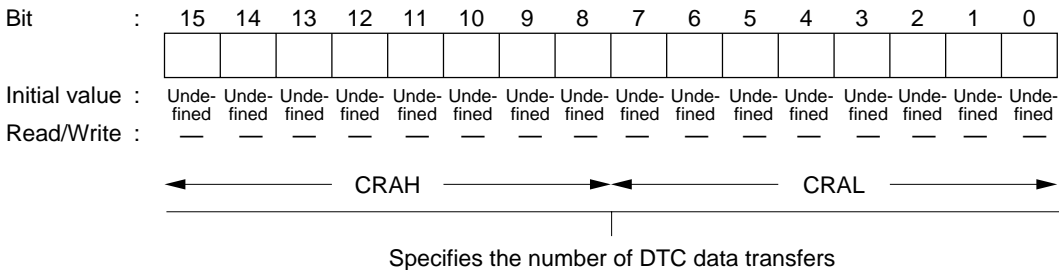 Bit : 15 14 13 12 11 10 9 8 7 6 5 4 3 2 1 0
Initial value : Unde- Unde- Unde- Unde- Unde- Unde- Unde- Unde- Unde- Unde- Unde- Unde- Unde- Unde- Unde- Unde-
fined fined fined fined fined fined fined fined fined fined fined fined fined fined fined fined
Read/Write : — — — — — — — — — — — — — — — —
CRAH CRAL
Specifies the number of DTC data transfers